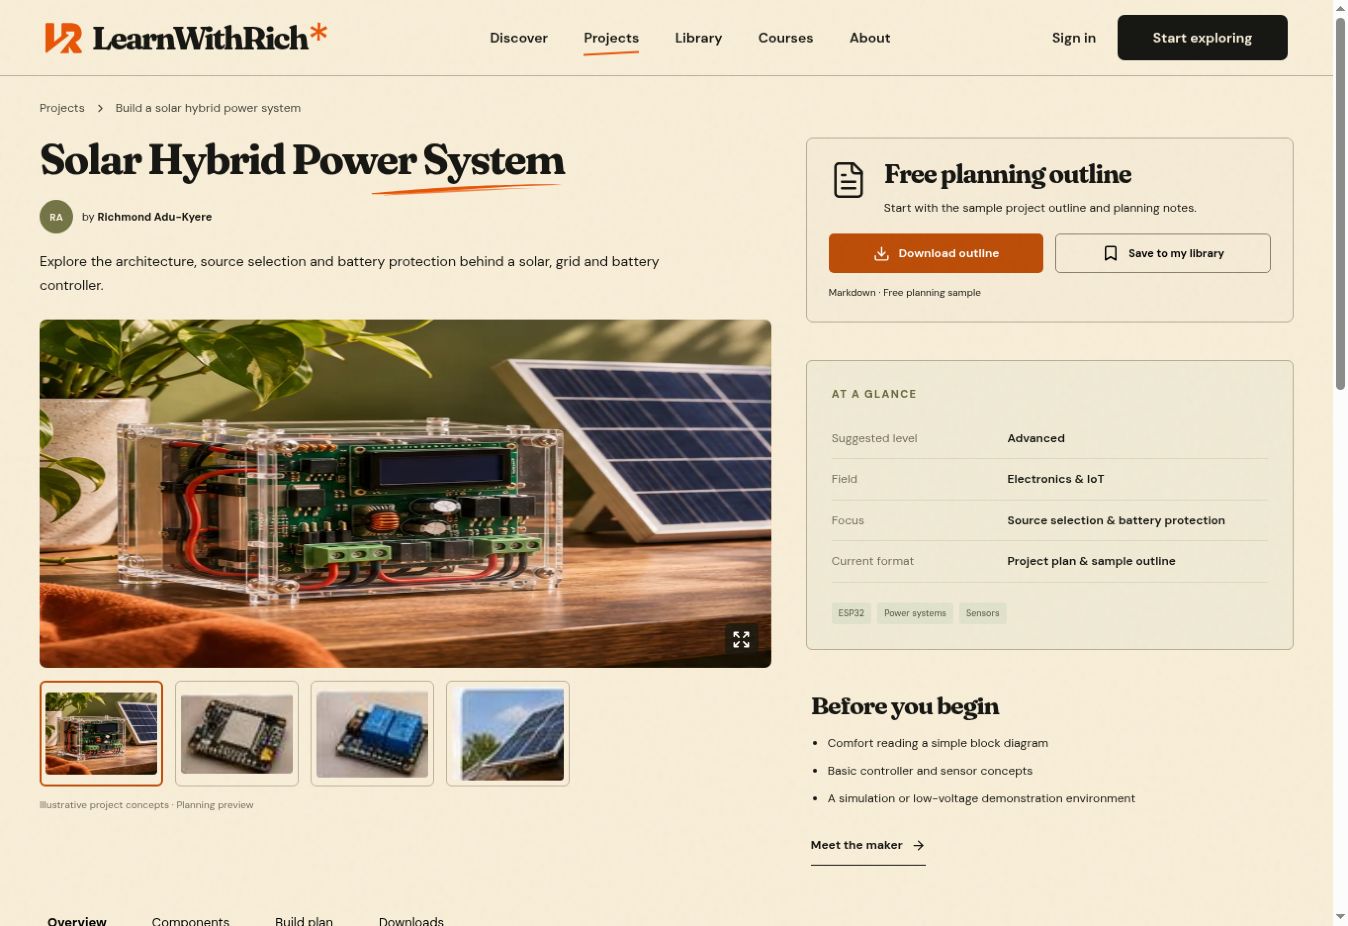 LearnWithRich*
Discover
Projects
Library
Courses
About
Sign in
Start exploring
Projects > Build a solar hybrid power system
Solar Hybrid Power System
RA
by Richmond Adu-Kyere
Explore the architecture, source selection and battery protection behind a solar, grid and battery
controller.
Illustrative project concepts · Planning preview
Free planning outline
Start with the sample project outline and planning notes.
Download outline
Save to my library
Markdown · Free planning sample
AT A GLANCE
Suggested level
Advanced
Field
Electronics & IoT
Focus
Source selection & battery protection
Current format
Project plan & sample outline
ESP32
Power systems
Sensors
Before you begin
• Comfort reading a simple block diagram
• Basic controller and sensor concepts
• A simulation or low-voltage demonstration environment
Meet the maker →
Overview
Components
Build plan
Downloads